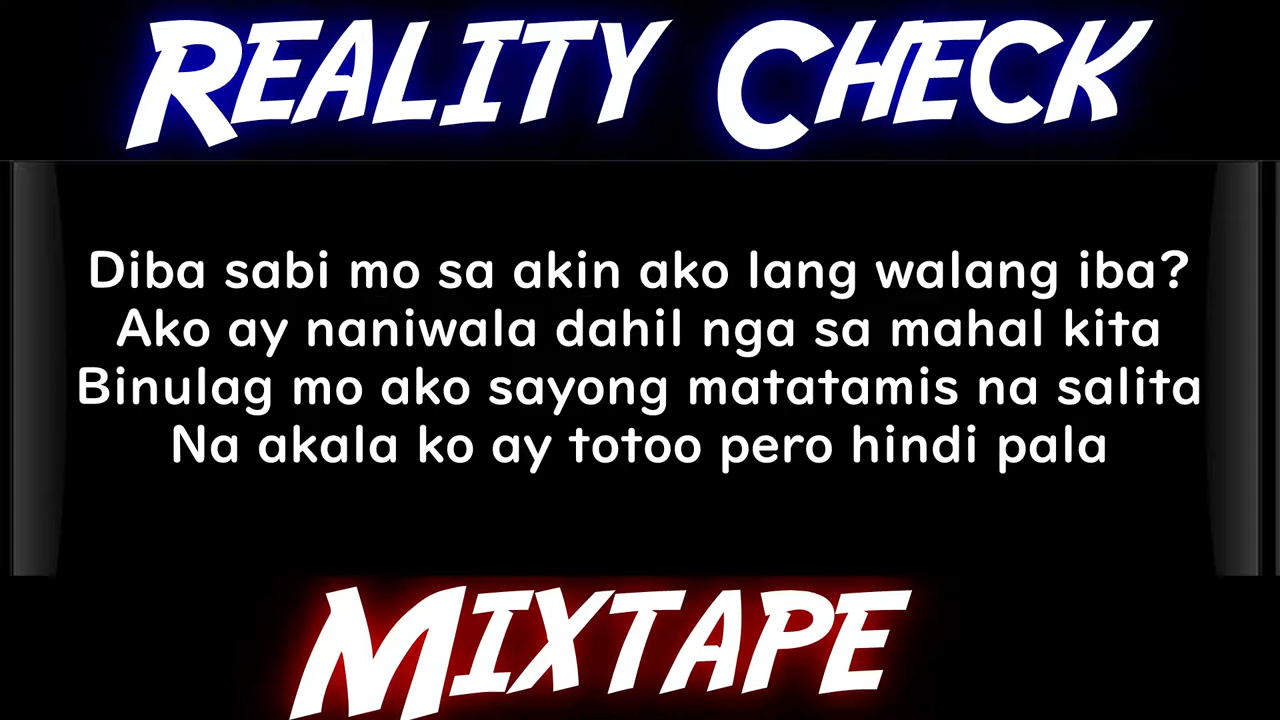 REALITY CHECK
Diba sabi mo sa akin ako lang walang iba?
Ako ay naniwala dahil nga sa mahal kita
Binulag mo ako sayong matatamis na salita
Na akala ko ay totoo pero hindi pala
MIXTAPE